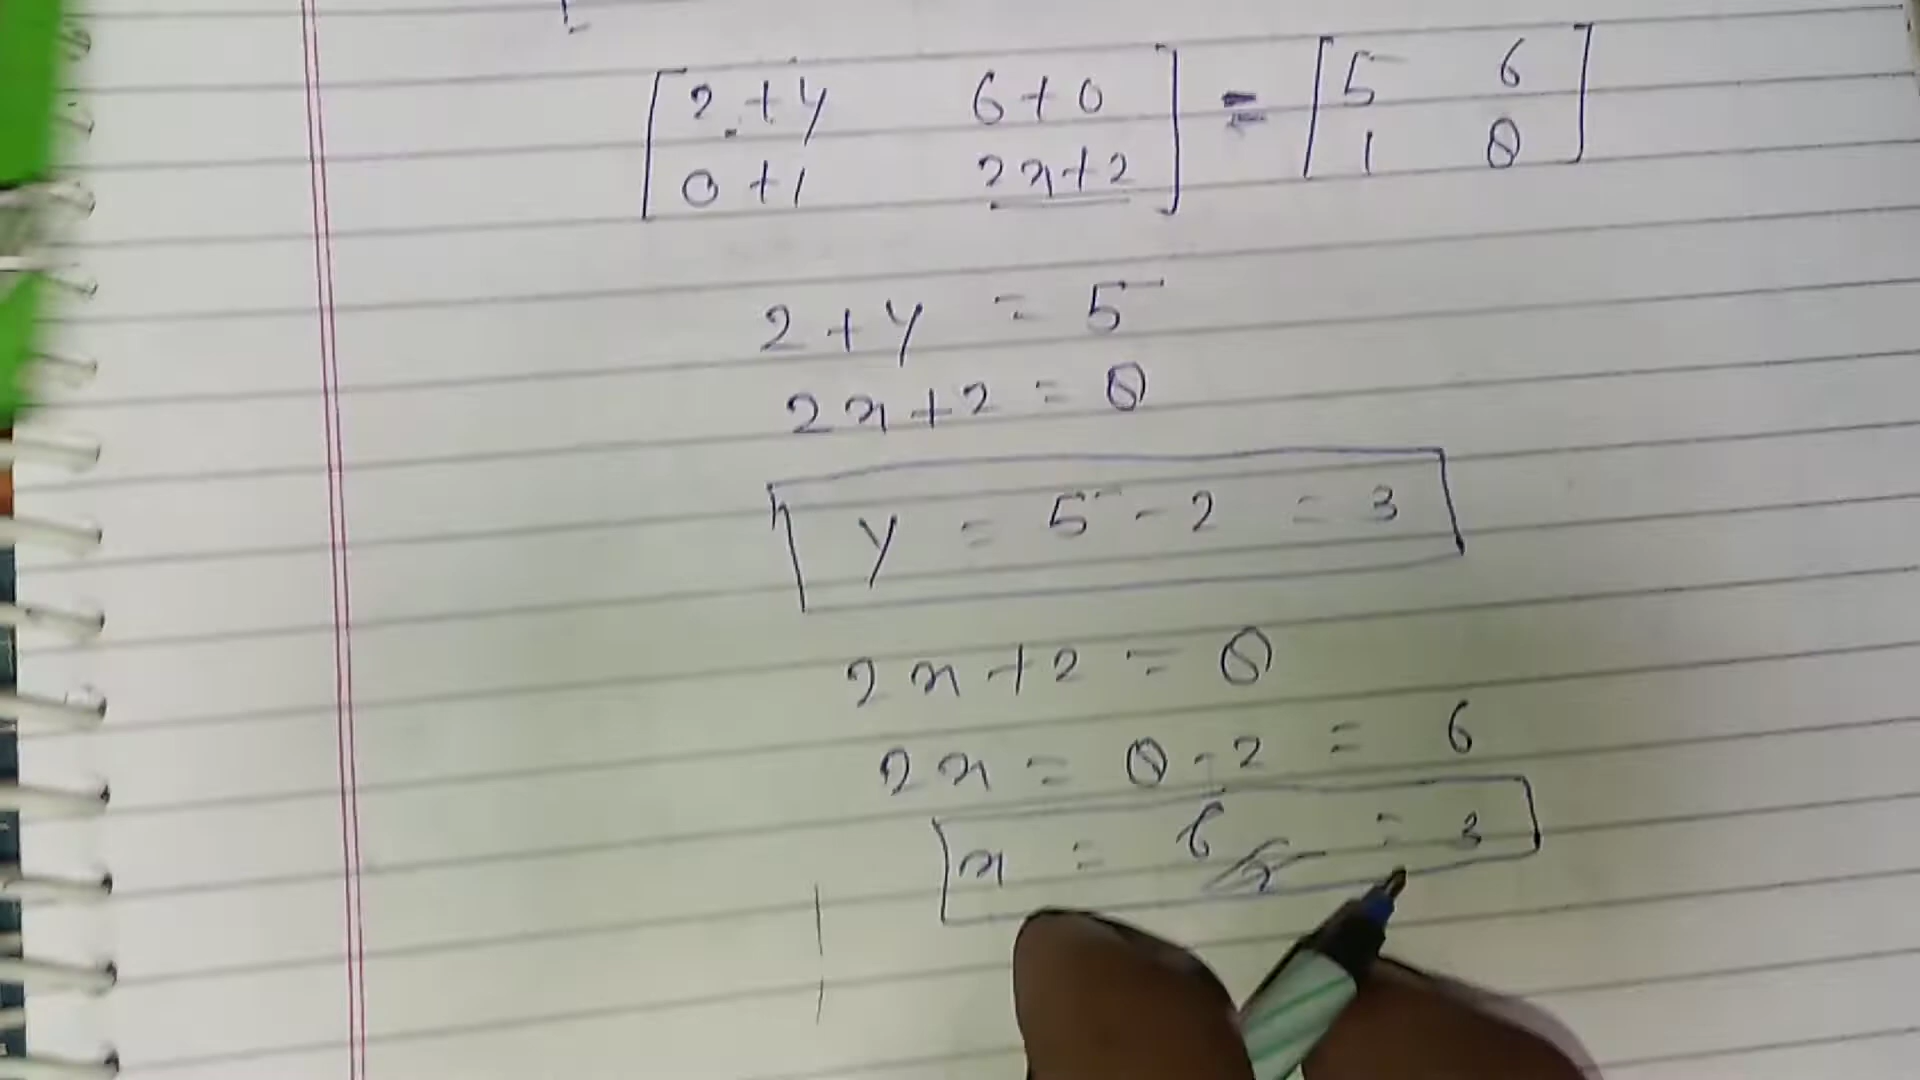 [2+y 6+0] = [5 6]
[0+1 2x+2] [1 8]
2+y = 5
2x+2 = 8
y = 5-2 = 3
2x+2 = 8
2x = 8-2 = 6
x = 6/2 = 3